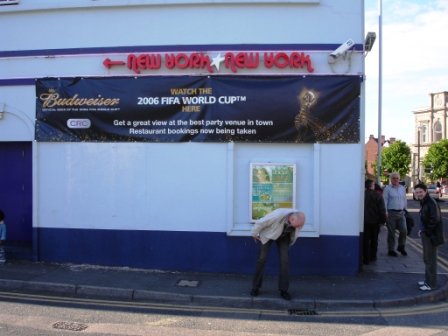 NEW YORK NEW YORK
Budweiser
WATCH THE
2006 FIFA WORLD CUP™
HERE
Get a great view at the best party venue in town
Restaurant bookings now being taken